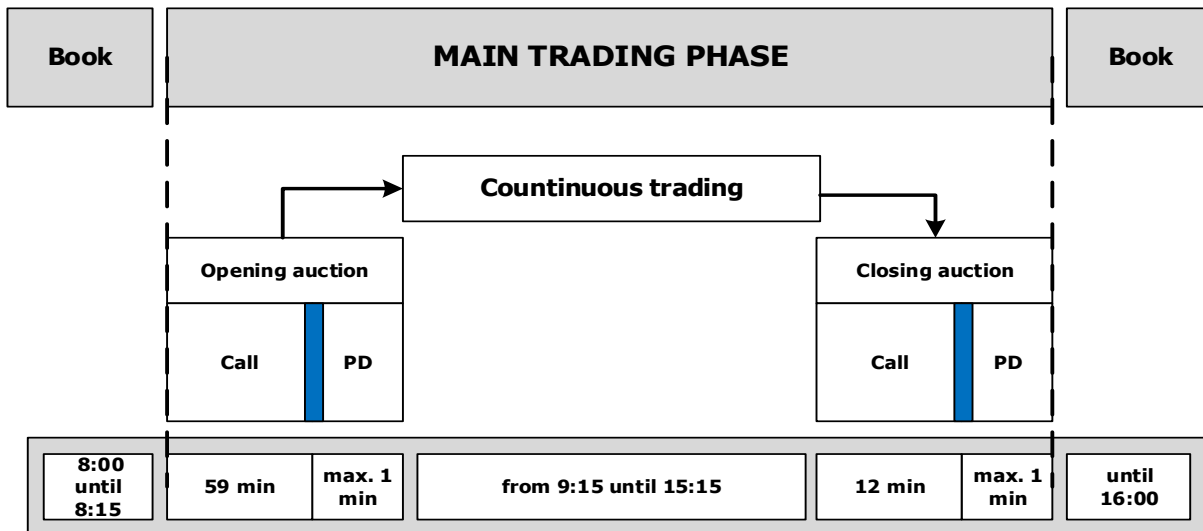 Book
MAIN TRADING PHASE
Book
Countinuous trading
Opening auction
Closing auction
Call
PD
Call
PD
8:00
until
8:15
59 min
max. 1
min
from 9:15 until 15:15
12 min
max. 1
min
until
16:00